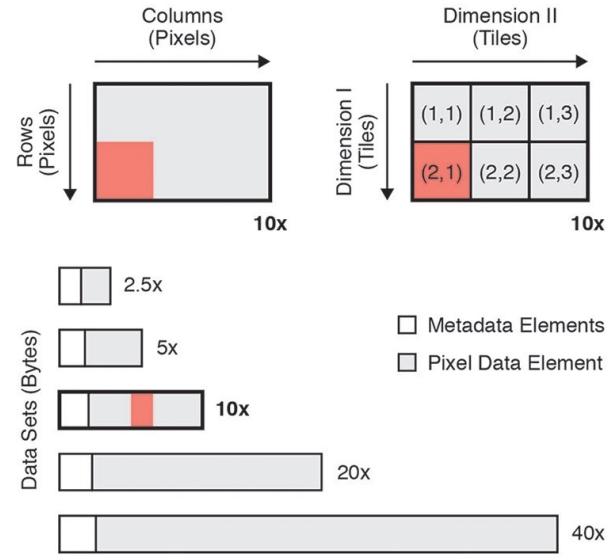 Columns
(Pixels)
Dimension II
(Tiles)
Rows
(Pixels)
Dimension I
(Tiles)
(1,1) (1,2) (1,3)
(2,1) (2,2) (2,3)
10x
10x
Data Sets (Bytes)
2.5x
5x
10x
20x
40x
Metadata Elements
Pixel Data Element